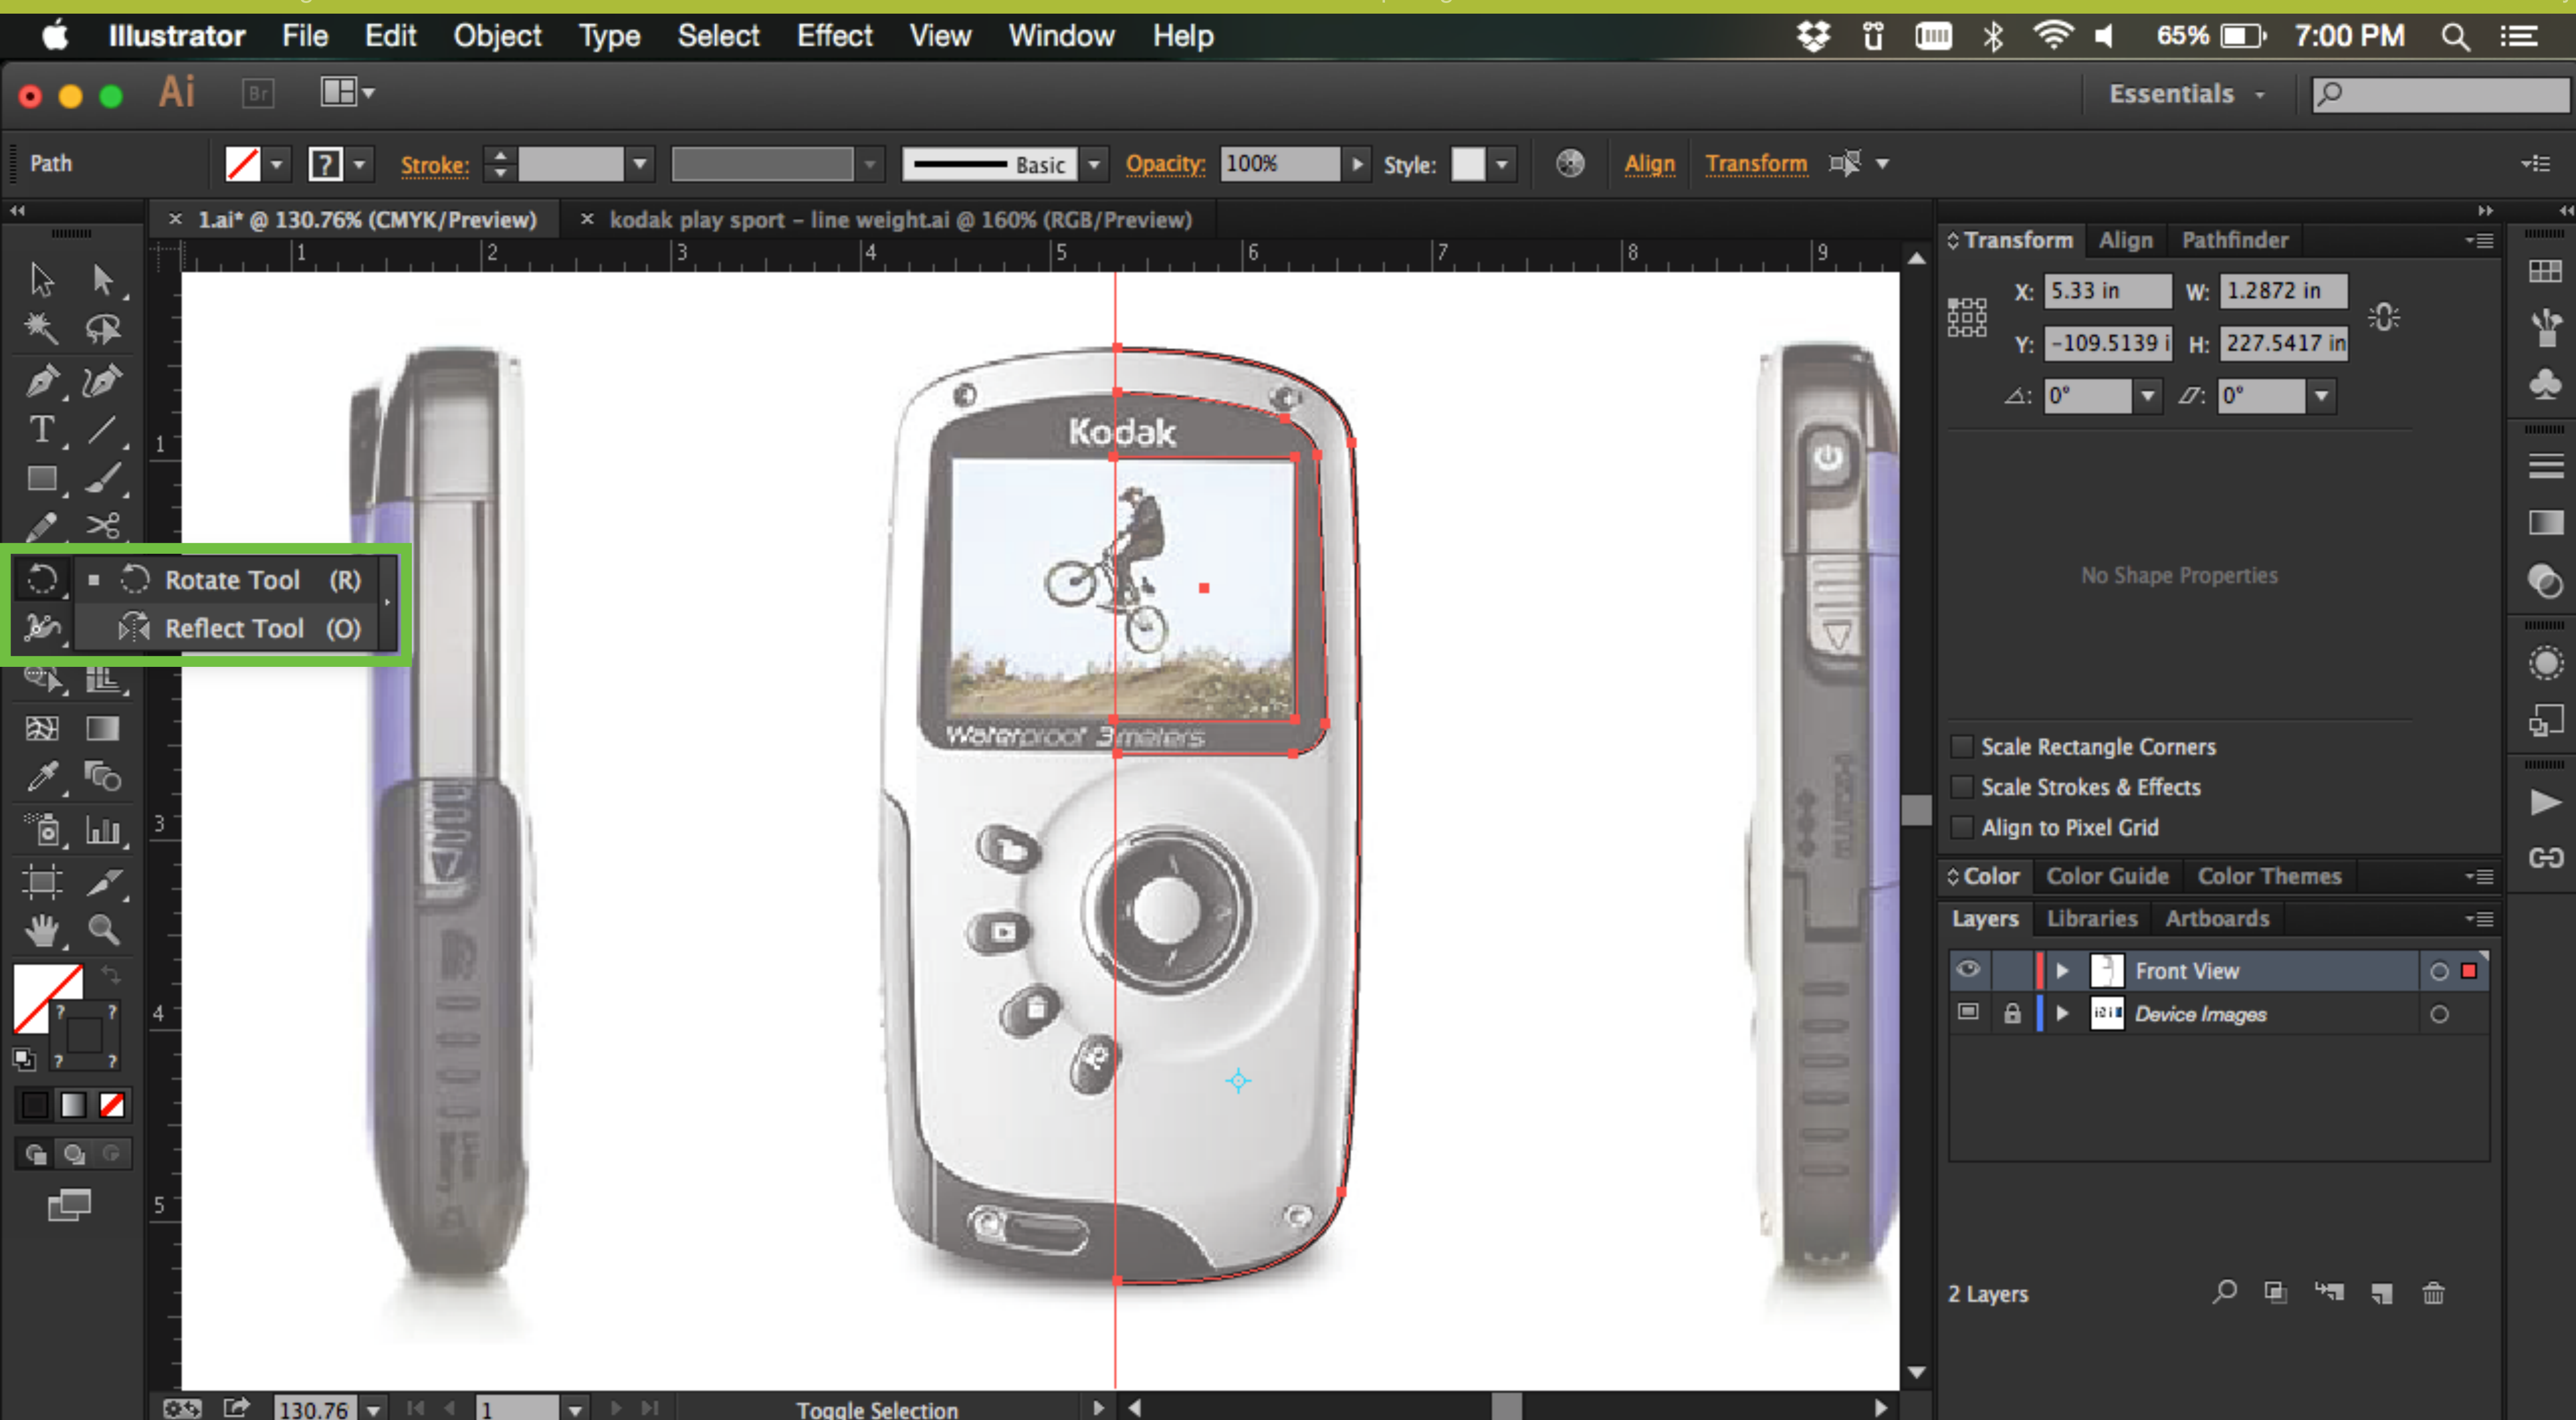 Illustrator File Edit Object Type Select Effect View Window Help 65% 7:00 PM
Ai Br Essentials
Path ? Stroke: Basic Opacity: 100% Style: Align Transform
× 1.ai* @ 130.76% (CMYK/Preview) × kodak play sport – line weight.ai @ 160% (RGB/Preview)
1 2 3 4 5 6 7 8 9
Transform Align Pathfinder
X: 5.33 in W: 1.2872 in
Y: -109.5139 i H: 227.5417 in
0° 0°
1
Kodak
T
Rotate Tool (R)
Reflect Tool (O)
No Shape Properties
Waterproof 3meters
Scale Rectangle Corners
Scale Strokes & Effects
Align to Pixel Grid
3
Color Color Guide Color Themes
Layers Libraries Artboards
Front View
4
Device Images
? ?
? ?
5
2 Layers
130.76 1 Toggle Selection